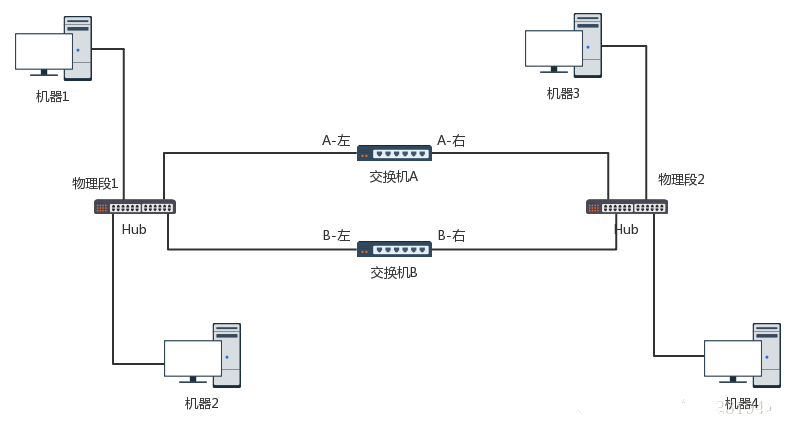 机器1
机器3
A-左
A-右
交换机A
物理段1
物理段2
Hub
Hub
B-左
B-右
交换机B
机器2
机器4